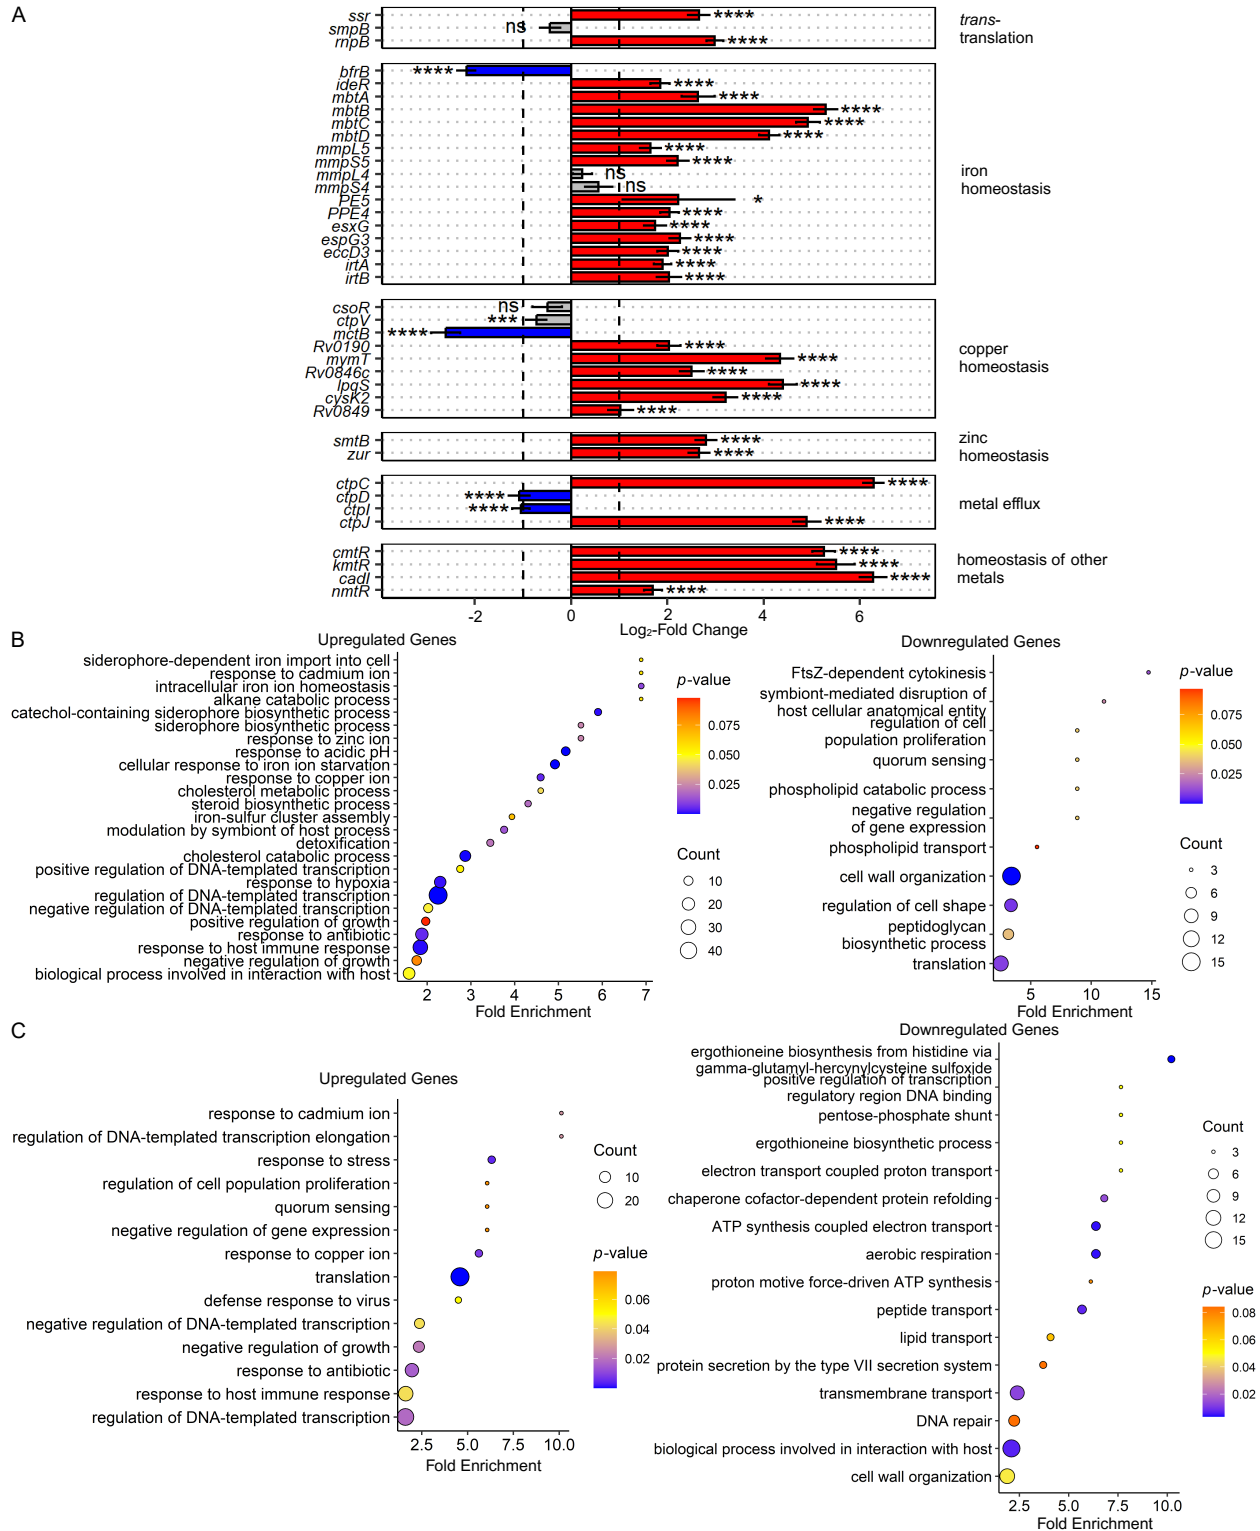 A
ssr
****
smpB
ns
rnpB
****
trans-
translation
bfrB
****
ideR
****
mbtA
****
mbtB
****
mbtC
****
mbtD
****
mmpL5
****
mmpS5
****
mmpL4
ns
mmpS4
ns
PE5
*
PPE4
****
esxG
****
espG3
****
eccD3
****
irtA
****
irtB
****
iron
homeostasis
csoR
ns
ctpV
***
mctB
****
Rv0190
****
mymT
****
Rv0846c
****
lpqS
****
cysK2
****
Rv0849
****
copper
homeostasis
smtB
****
zur
****
zinc
homeostasis
ctpC
****
ctpD
****
ctpI
****
ctpJ
****
metal efflux
cmtR
****
kmtR
****
cadI
****
nmtR
****
homeostasis of other
metals
-2 0 2 4 6
Log2-Fold Change
B
Upregulated Genes
siderophore-dependent iron import into cell
response to cadmium ion
intracellular iron ion homeostasis
alkane catabolic process
catechol-containing siderophore biosynthetic process
siderophore biosynthetic process
response to zinc ion
response to acidic pH
cellular response to iron ion starvation
response to copper ion
cholesterol metabolic process
steroid biosynthetic process
iron-sulfur cluster assembly
modulation by symbiont of host process
detoxification
cholesterol catabolic process
positive regulation of DNA-templated transcription
response to hypoxia
regulation of DNA-templated transcription
negative regulation of DNA-templated transcription
positive regulation of growth
response to antibiotic
response to host immune response
negative regulation of growth
biological process involved in interaction with host
2 3 4 5 6 7
Fold Enrichment
p-value
0.075
0.050
0.025
Count
10
20
30
40
Downregulated Genes
FtsZ-dependent cytokinesis
symbiont-mediated disruption of
host cellular anatomical entity
regulation of cell
population proliferation
quorum sensing
phospholipid catabolic process
negative regulation
of gene expression
phospholipid transport
cell wall organization
regulation of cell shape
peptidoglycan
biosynthetic process
translation
5 10 15
Fold Enrichment
p-value
0.075
0.050
0.025
Count
3
6
9
12
15
C
Upregulated Genes
response to cadmium ion
regulation of DNA-templated transcription elongation
response to stress
regulation of cell population proliferation
quorum sensing
negative regulation of gene expression
response to copper ion
translation
defense response to virus
negative regulation of DNA-templated transcription
negative regulation of growth
response to antibiotic
response to host immune response
regulation of DNA-templated transcription
2.5 5.0 7.5 10.0
Fold Enrichment
Count
10
20
p-value
0.06
0.04
0.02
Downregulated Genes
ergothioneine biosynthesis from histidine via
gamma-glutamyl-hercynylcysteine sulfoxide
positive regulation of transcription
regulatory region DNA binding
pentose-phosphate shunt
ergothioneine biosynthetic process
electron transport coupled proton transport
chaperone cofactor-dependent protein refolding
ATP synthesis coupled electron transport
aerobic respiration
proton motive force-driven ATP synthesis
peptide transport
lipid transport
protein secretion by the type VII secretion system
transmembrane transport
DNA repair
biological process involved in interaction with host
cell wall organization
2.5 5.0 7.5 10.0
Fold Enrichment
Count
3
6
9
12
15
p-value
0.08
0.06
0.04
0.02